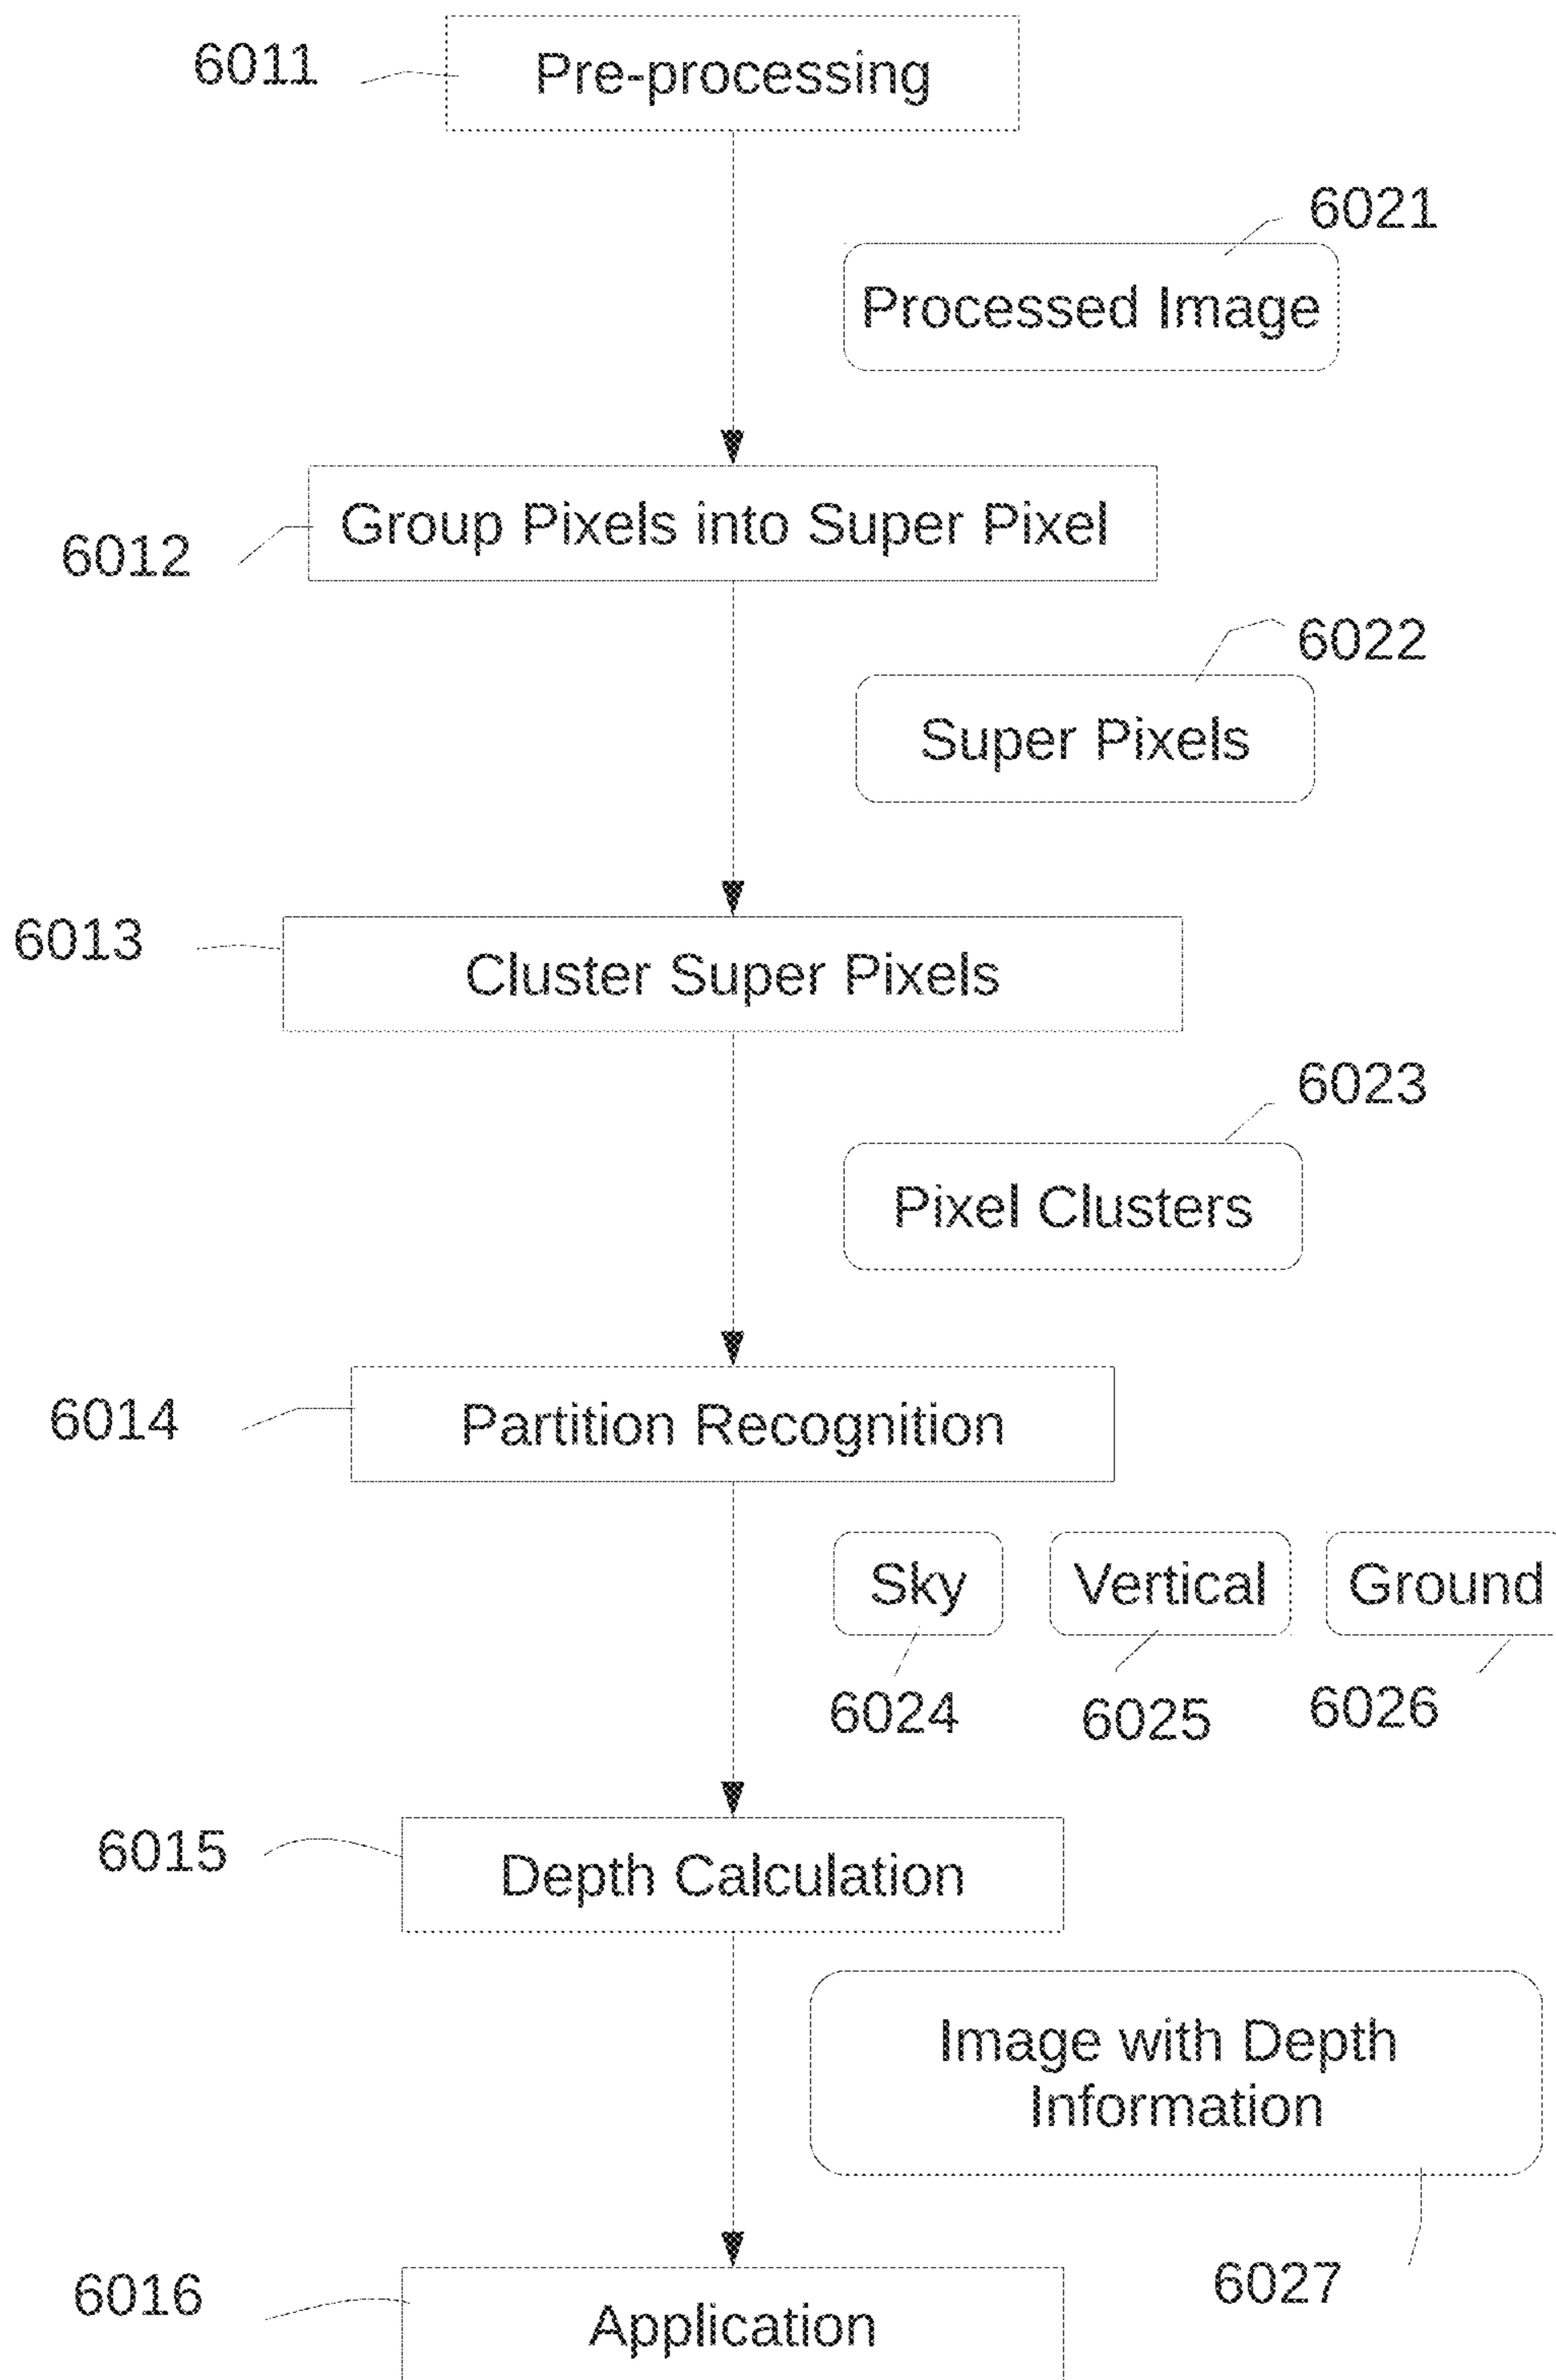 6011
Pre-processing
6021
Processed Image
6012
Group Pixels into Super Pixel
6022
Super Pixels
6013
Cluster Super Pixels
6023
Pixel Clusters
6014
Partition Recognition
Sky
Vertical
Ground
6024
6025
6026
6015
Depth Calculation
Image with Depth
Information
6027
6016
Application